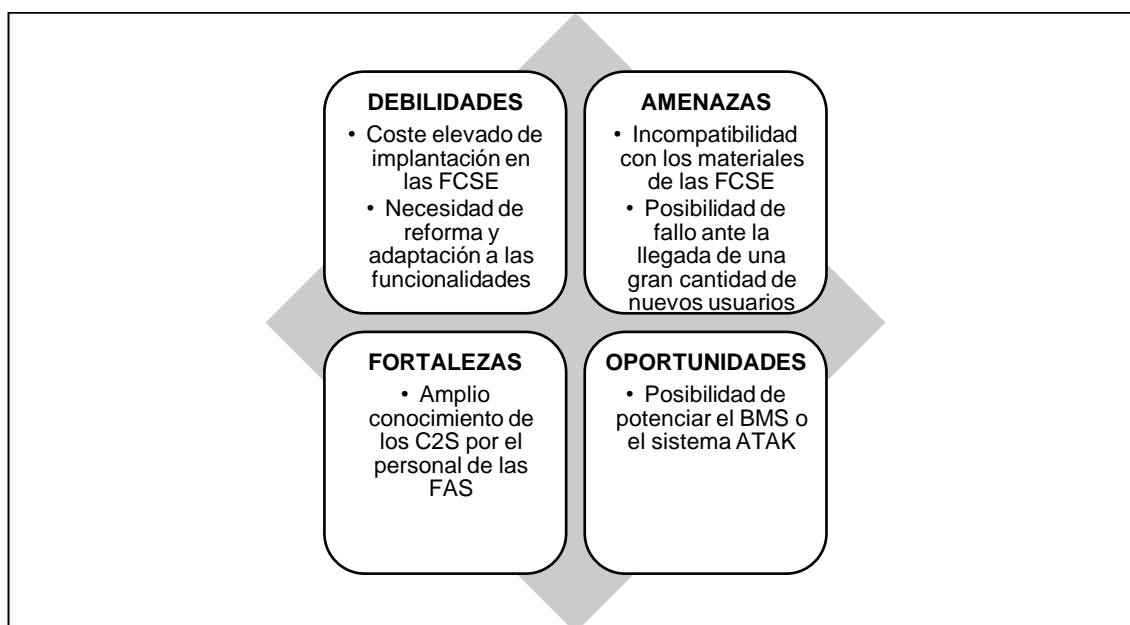 DEBILIDADES
• Coste elevado de
implantación en
las FCSE
• Necesidad de
reforma y
adaptación a las
funcionalidades
AMENAZAS
• Incompatibilidad
con los materiales
de las FCSE
• Posibilidad de
fallo ante la
llegada de una
gran cantidad de
nuevos usuarios
FORTALEZAS
• Amplio
conocimiento de
los C2S por el
personal de las
FAS
OPORTUNIDADES
• Posibilidad de
potenciar el BMS o
el sistema ATAK